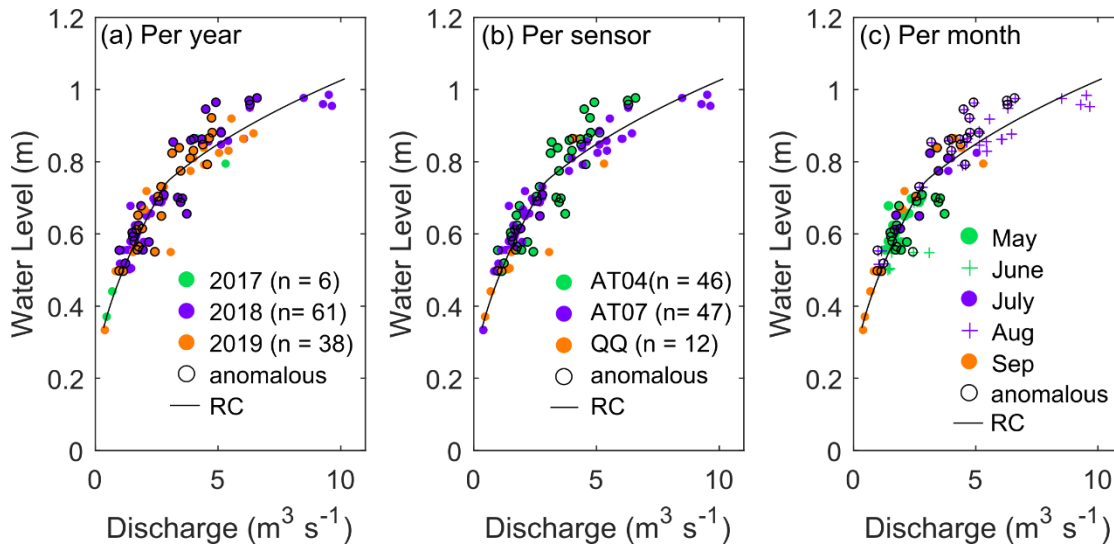 (a) Per year
(b) Per sensor
(c) Per month
1.2
1
0.8
0.6
0.4
0.2
0
Water Level (m)
2017 (n = 6)
2018 (n= 61)
2019 (n = 38)
anomalous
RC
0 5 10
Discharge (m³ s⁻¹)
1.2
1
0.8
0.6
0.4
0.2
0
Water Level (m)
AT04(n = 46)
AT07 (n= 47)
QQ (n = 12)
anomalous
RC
0 5 10
Discharge (m³ s⁻¹)
1.2
1
0.8
0.6
0.4
0.2
0
Water Level (m)
May
June
July
Aug
Sep
anomalous
RC
0 5 10
Discharge (m³ s⁻¹)